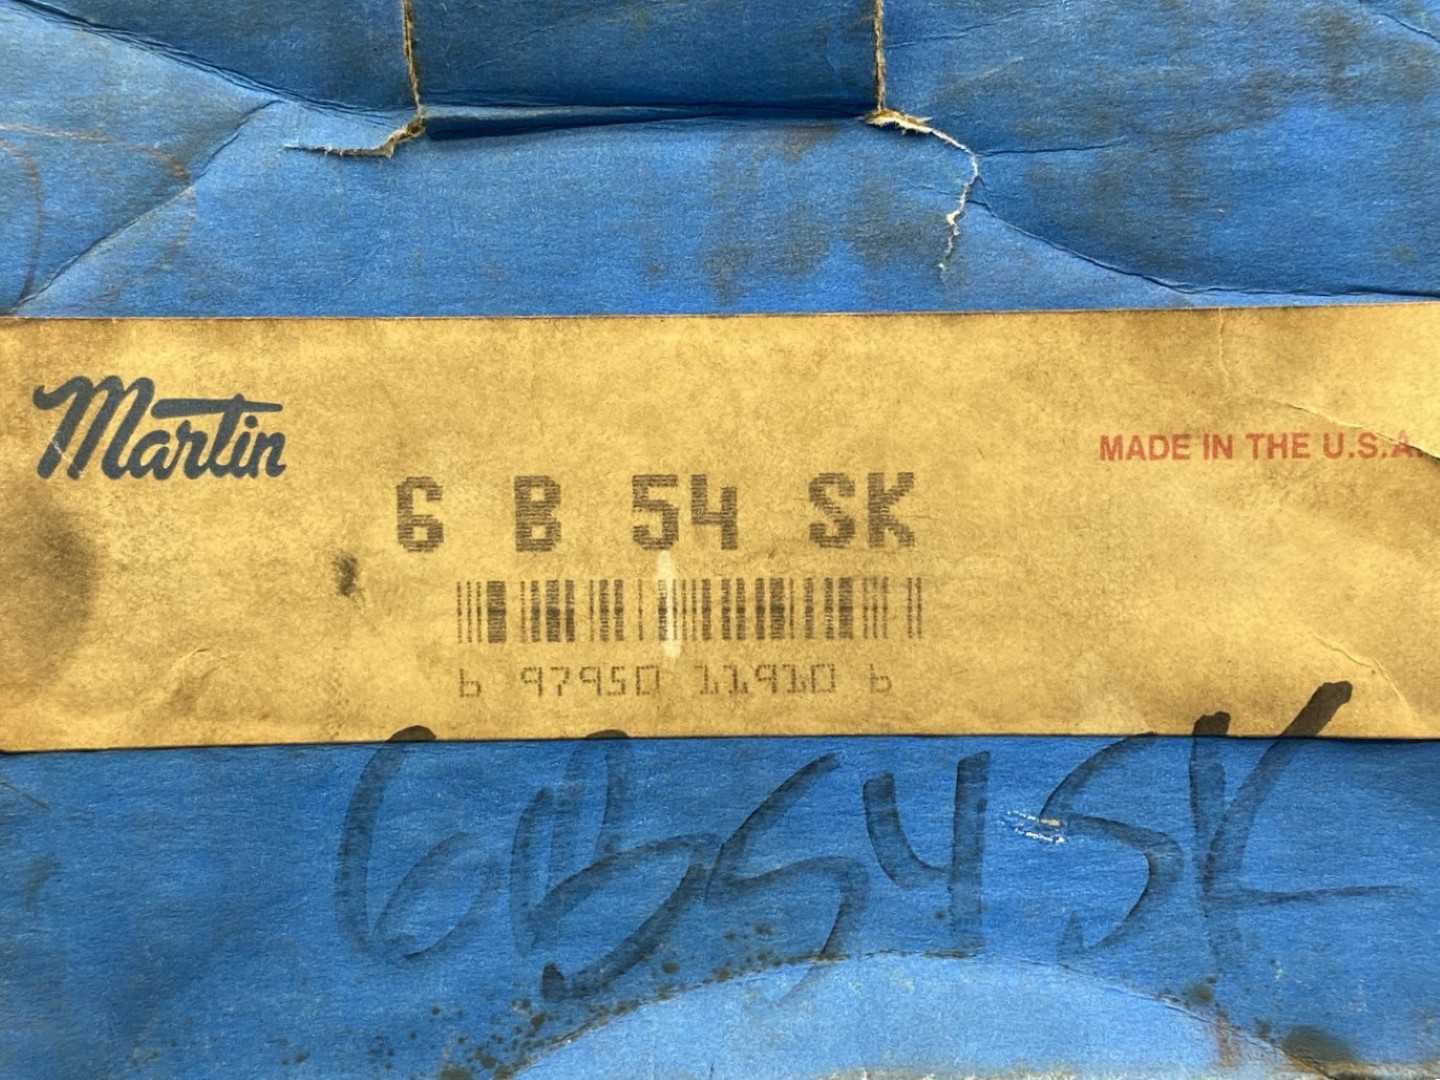 Martin
MADE IN THE U.S.A.
6 B 54 SK
6 97950 11910 6
6B54SK